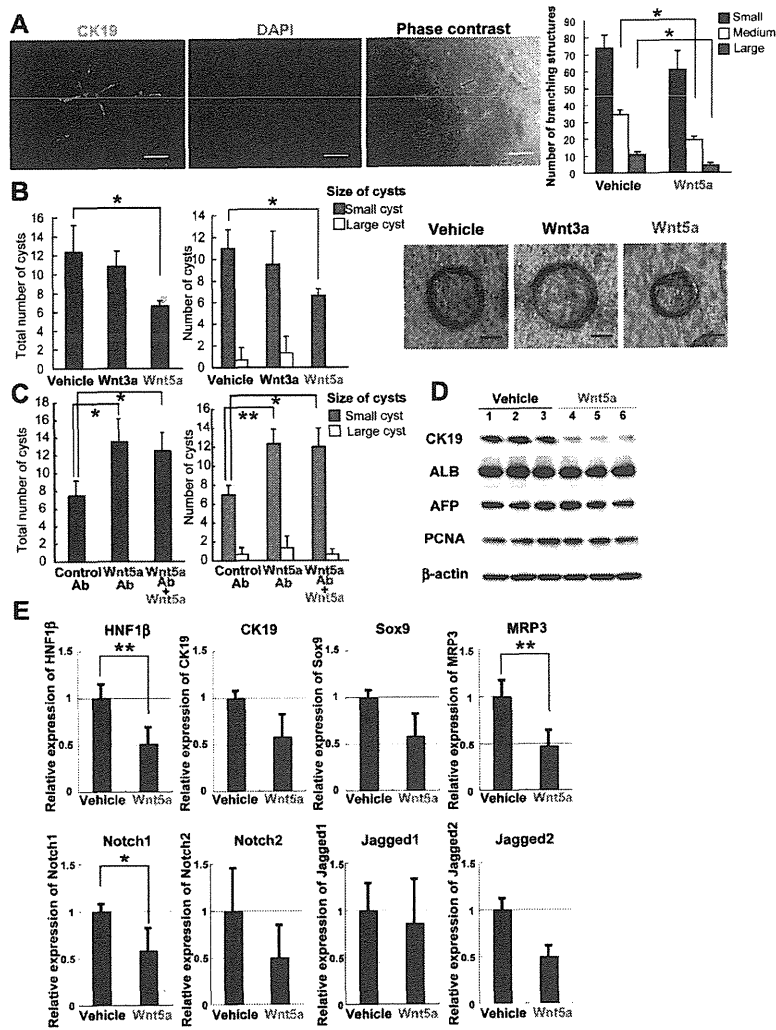 A
CK19
DAPI
Phase contrast
Number of branching structures
90
80
70
60
50
40
30
20
10
0
*
*
Small
Medium
Large
Vehicle
Wnt5a
B
Total number of cysts
16
14
12
10
8
6
4
2
0
*
Vehicle
Wnt3a
Wnt5a
Size of cysts
Small cyst
Large cyst
Number of cysts
14
12
10
8
6
4
2
0
*
Vehicle
Wnt3a
Wnt5a
Vehicle
Wnt3a
Wnt5a
C
Total number of cysts
18
16
14
12
10
8
6
4
2
0
*
*
Control Ab
Wnt5a Ab
Wnt5a Ab + Wnt5a
Size of cysts
Small cyst
Large cyst
Number of cysts
16
14
12
10
8
6
4
2
0
**
*
Control Ab
Wnt5a Ab
Wnt5a Ab + Wnt5a
D
Vehicle
Wnt5a
1 2 3 4 5 6
CK19
ALB
AFP
PCNA
β-actin
E
HNF1β
Relative expression of HNF1β
1.5
1
0.5
0
**
Vehicle Wnt5a
CK19
Relative expression of CK19
1.5
1
0.5
0
Vehicle Wnt5a
Sox9
Relative expression of Sox9
1.5
1
0.5
0
Vehicle Wnt5a
MRP3
Relative expression of MRP3
1.5
1
0.5
0
**
Vehicle Wnt5a
Notch1
Relative expression of Notch1
1.5
1
0.5
0
*
Vehicle Wnt5a
Notch2
Relative expression of Notch2
1.5
1
0.5
0
Vehicle Wnt5a
Jagged1
Relative expression of Jagged1
1.5
1
0.5
0
Vehicle Wnt5a
Jagged2
Relative expression of Jagged2
1.5
1
0.5
0
Vehicle Wnt5a